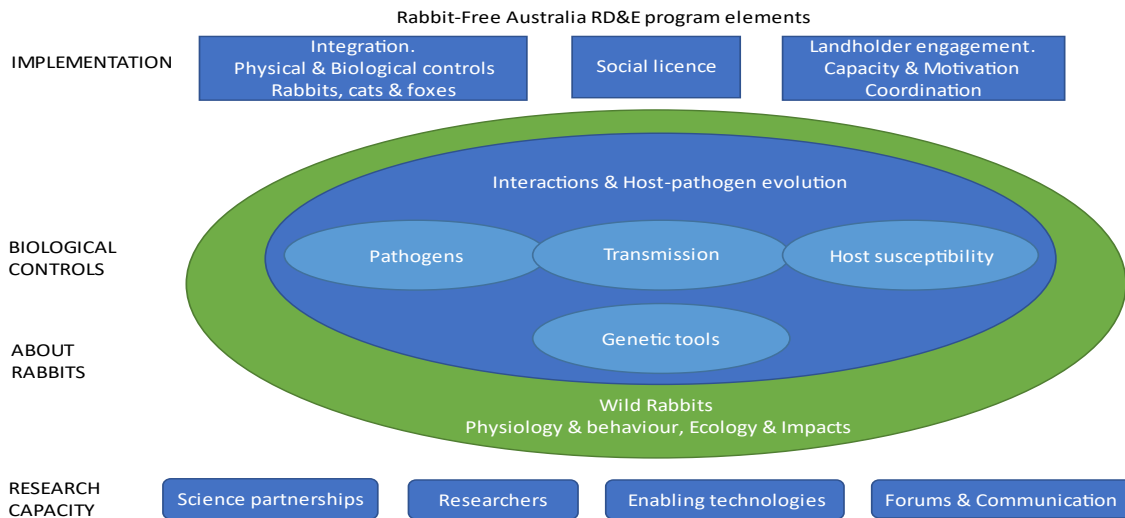 Rabbit-Free Australia RD&E program elements
IMPLEMENTATION
Integration.
Physical & Biological controls
Rabbits, cats & foxes
Social licence
Landholder engagement.
Capacity & Motivation
Coordination
Interactions & Host-pathogen evolution
BIOLOGICAL
CONTROLS
Pathogens
Transmission
Host susceptibility
Genetic tools
ABOUT
RABBITS
Wild Rabbits
Physiology & behaviour, Ecology & Impacts
RESEARCH
CAPACITY
Science partnerships
Researchers
Enabling technologies
Forums & Communication